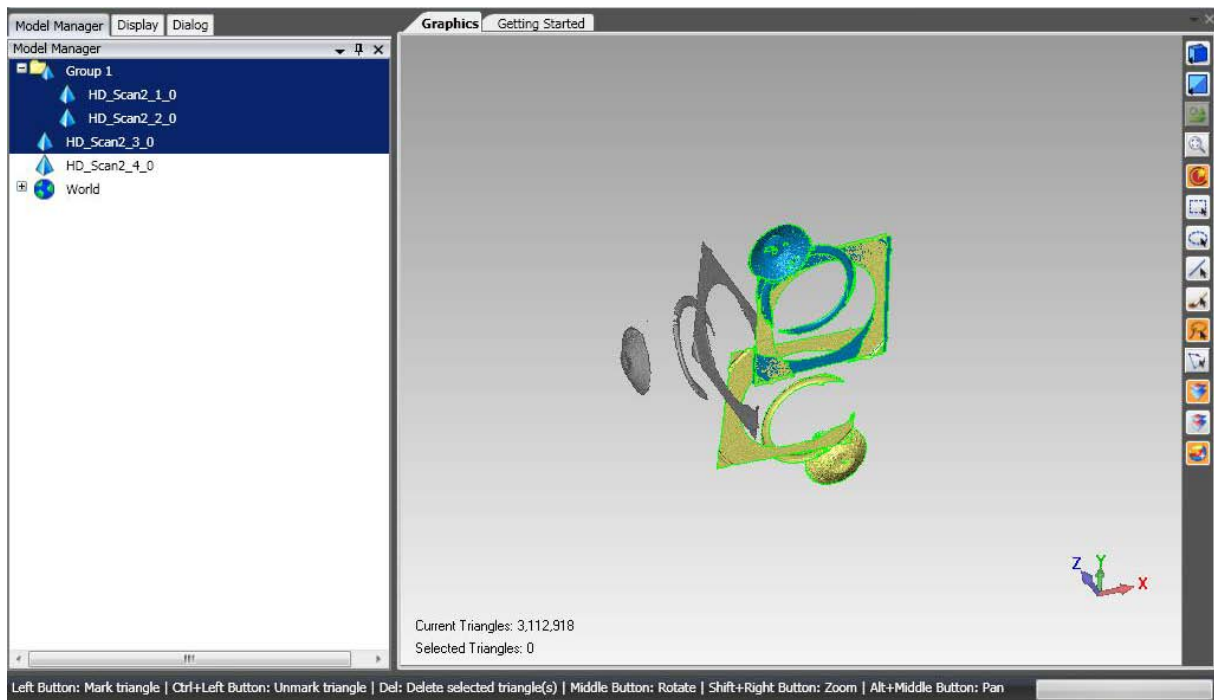 Model Manager Display Dialog
Graphics Getting Started
Model Manager
Group 1
HD_Scan2_1_0
HD_Scan2_2_0
HD_Scan2_3_0
HD_Scan2_4_0
World
Z Y X
Current Triangles: 3,112,918
Selected Triangles: 0
Left Button: Mark triangle | Ctrl+Left Button: Unmark triangle | Del: Delete selected triangle(s) | Middle Button: Rotate | Shift+Right Button: Zoom | Alt+Middle Button: Pan